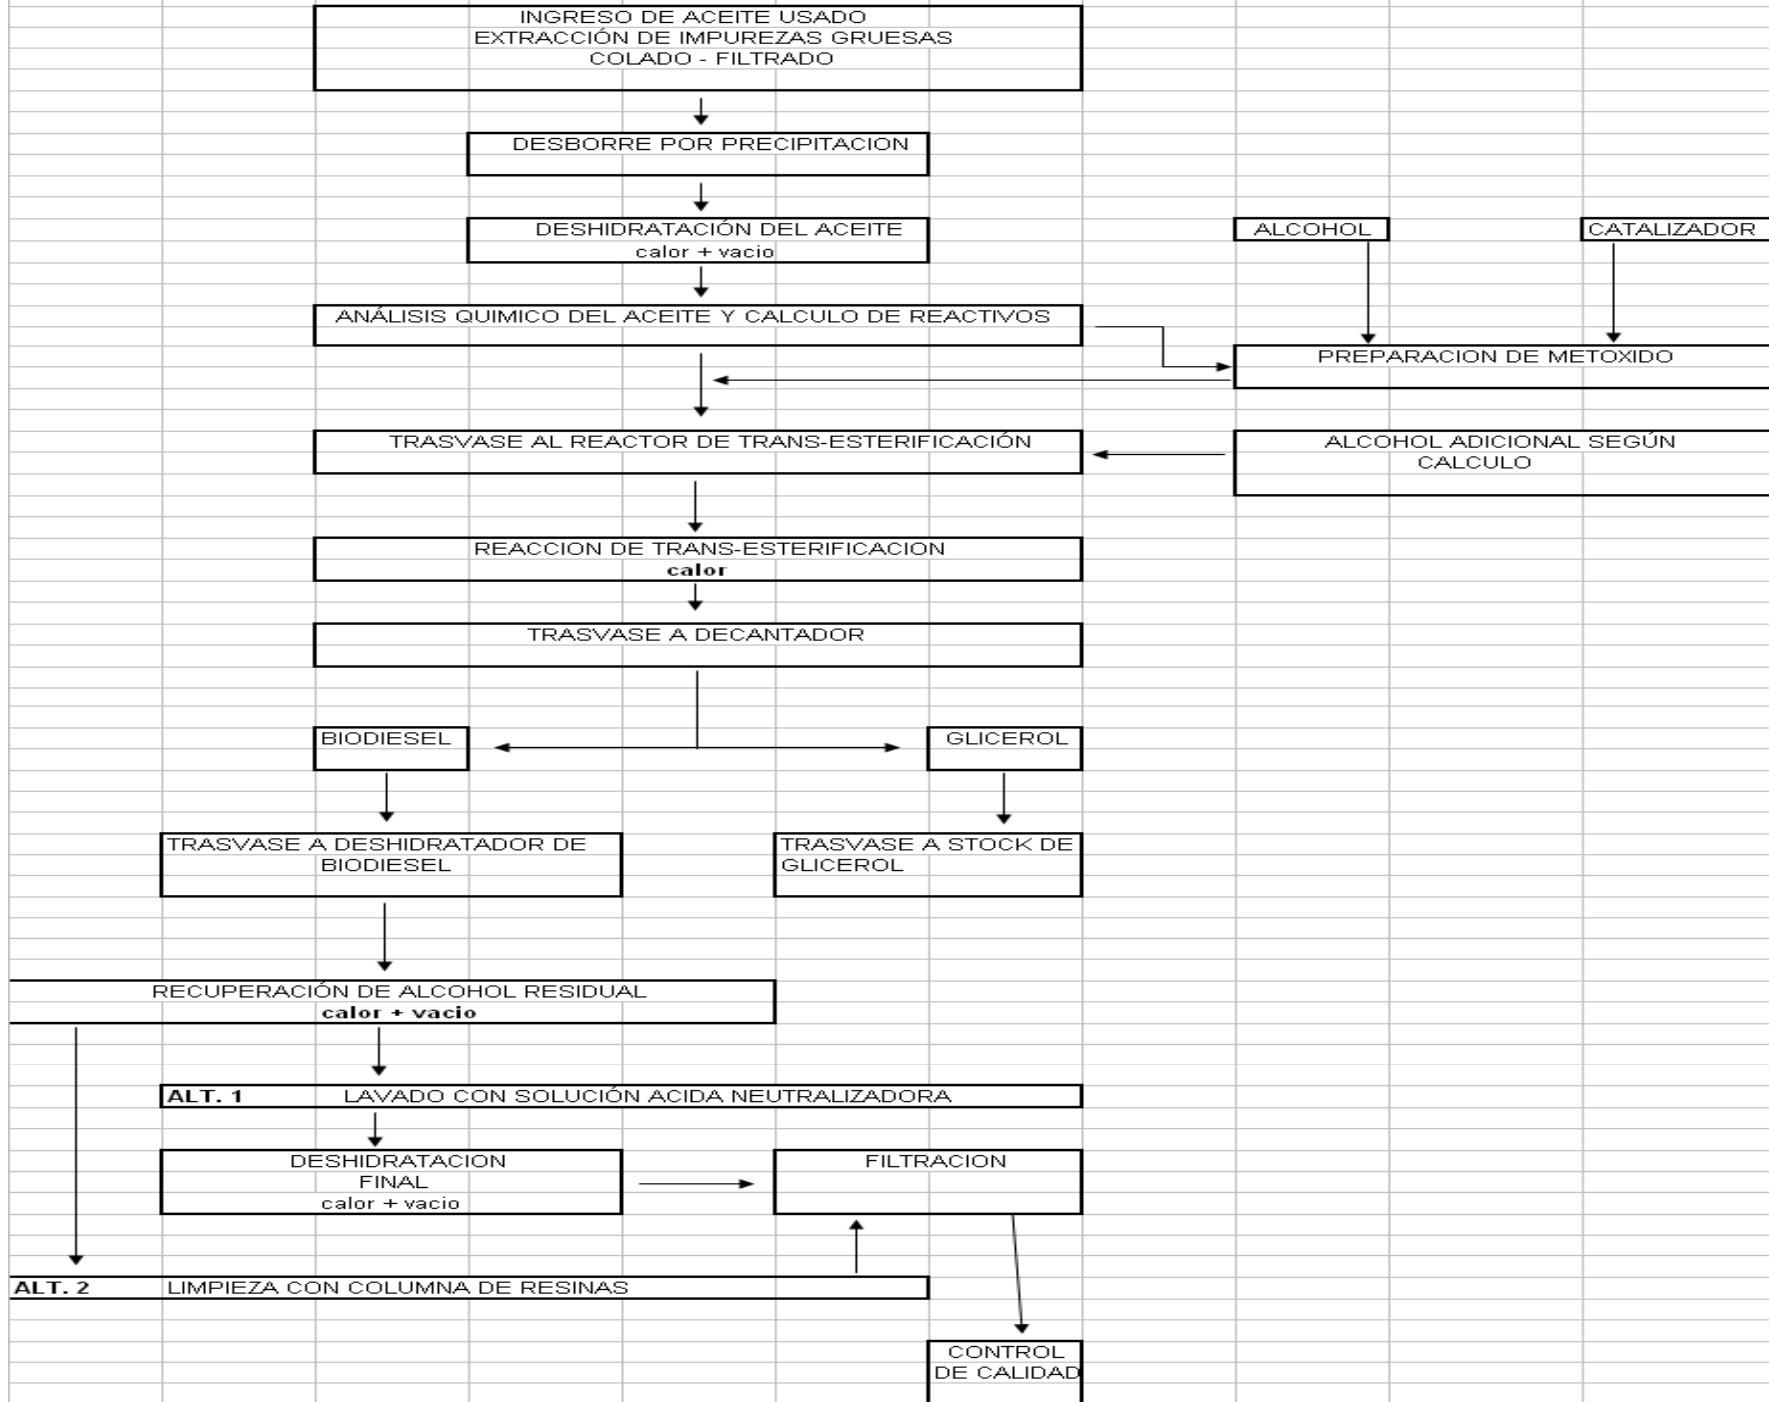 INGRESO DE ACEITE USADO
EXTRACCIÓN DE IMPUREZAS GRUESAS
COLADO - FILTRADO
DESBORRE POR PRECIPITACION
DESHIDRATACIÓN DEL ACEITE
calor + vacio
ALCOHOL
CATALIZADOR
ANÁLISIS QUIMICO DEL ACEITE Y CALCULO DE REACTIVOS
PREPARACION DE METOXIDO
TRASVASE AL REACTOR DE TRANS-ESTERIFICACIÓN
ALCOHOL ADICIONAL SEGÚN
CALCULO
REACCION DE TRANS-ESTERIFICACION
calor
TRASVASE A DECANTADOR
BIODIESEL
GLICEROL
TRASVASE A DESHIDRATADOR DE
BIODIESEL
TRASVASE A STOCK DE
GLICEROL
RECUPERACIÓN DE ALCOHOL RESIDUAL
calor + vacio
ALT. 1 LAVADO CON SOLUCIÓN ACIDA NEUTRALIZADORA
DESHIDRATACION
FINAL
calor + vacio
FILTRACION
ALT. 2 LIMPIEZA CON COLUMNA DE RESINAS
CONTROL
DE CALIDAD